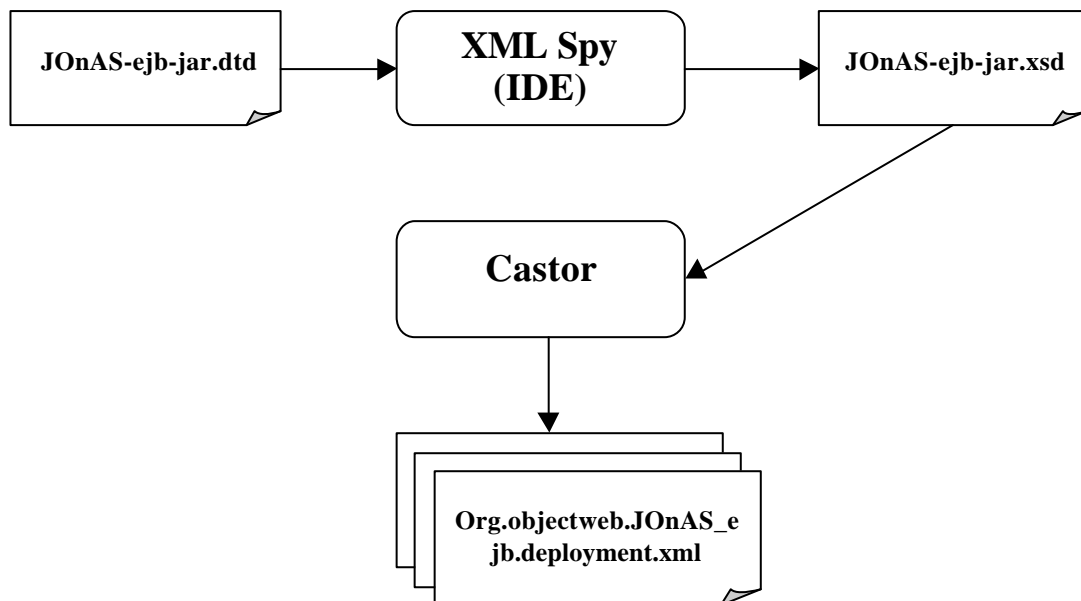 JOnAS-ejb-jar.dtd
XML Spy
(IDE)
JOnAS-ejb-jar.xsd
Castor
Org.objectweb.JOnAS_e
jb.deployment.xml